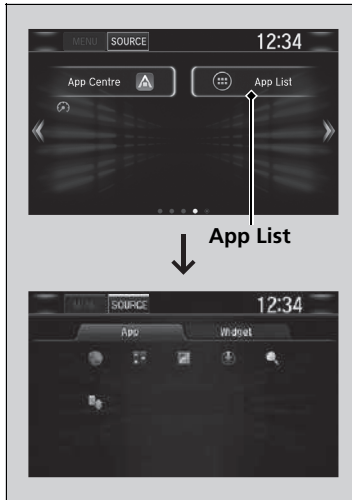 MENU SOURCE 12:34
App Centre App List
App List
MENU SOURCE 12:34
App Widget